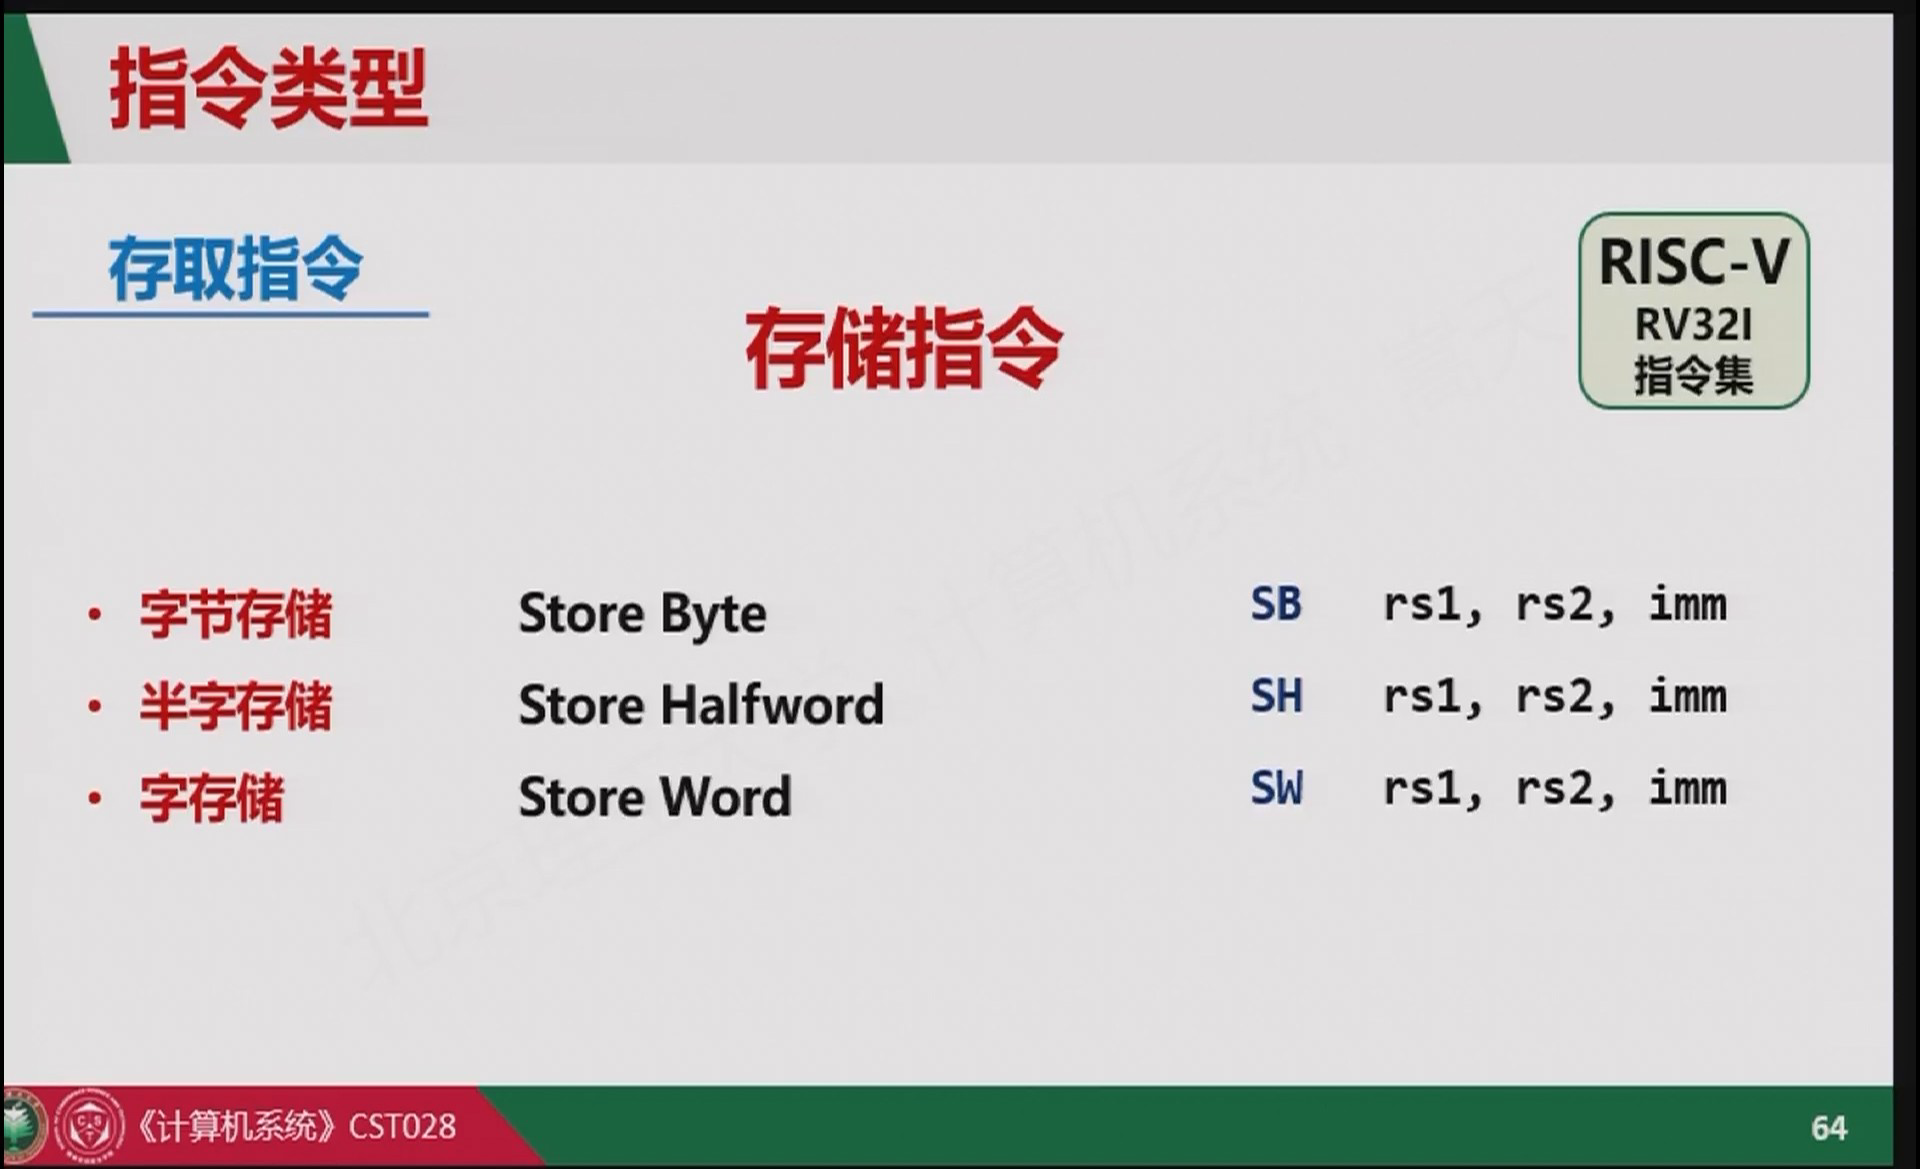 指令类型
存取指令
存储指令
RISC-V
RV32I
指令集
• 字节存储 Store Byte SB rs1, rs2, imm
• 半字存储 Store Halfword SH rs1, rs2, imm
• 字存储 Store Word SW rs1, rs2, imm
《计算机系统》CST028
64